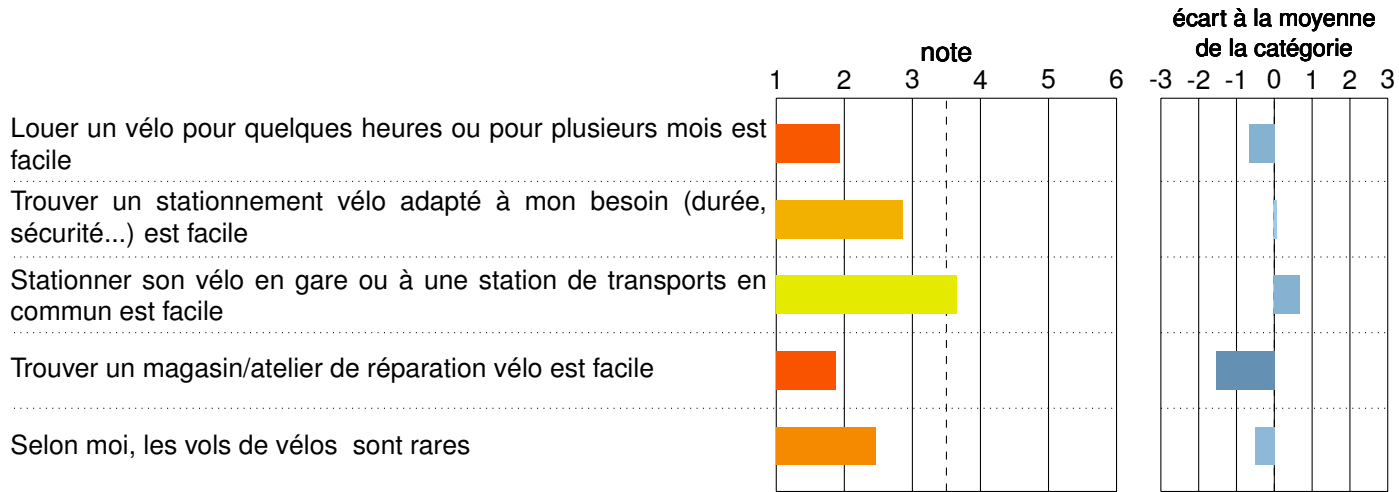 écart à la moyenne
de la catégorie
note
1 2 3 4 5 6
-3 -2 -1 0 1 2 3
Louer un vélo pour quelques heures ou pour plusieurs mois est
facile
Trouver un stationnement vélo adapté à mon besoin (durée,
sécurité...) est facile
Stationner son vélo en gare ou à une station de transports en
commun est facile
Trouver un magasin/atelier de réparation vélo est facile
Selon moi, les vols de vélos sont rares